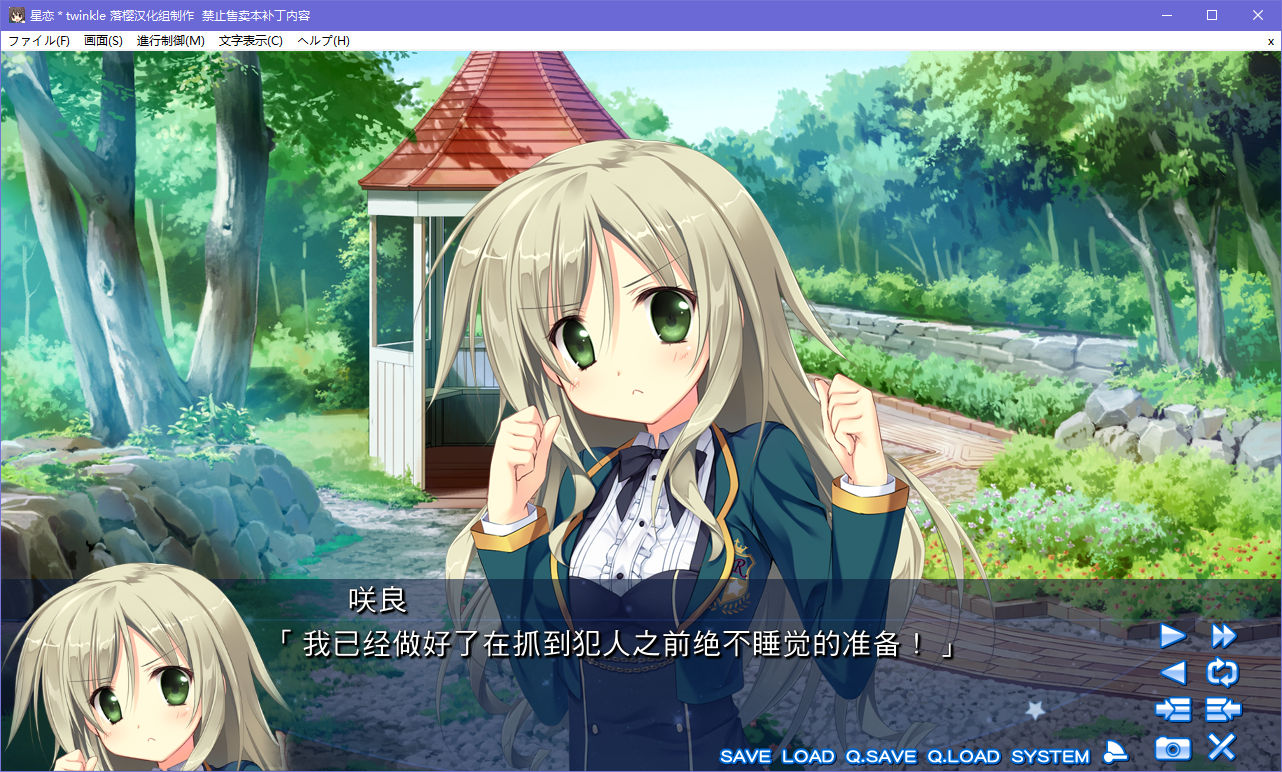 星恋＊twinkle 落樱汉化组制作 禁止售卖本补丁内容
ファイル(F) 画面(S) 進行制御(M) 文字表示(C) ヘルプ(H) x
R
咲良
「我已经做好了在抓到犯人之前绝不睡觉的准备！」
SAVE LOAD Q.SAVE Q.LOAD SYSTEM